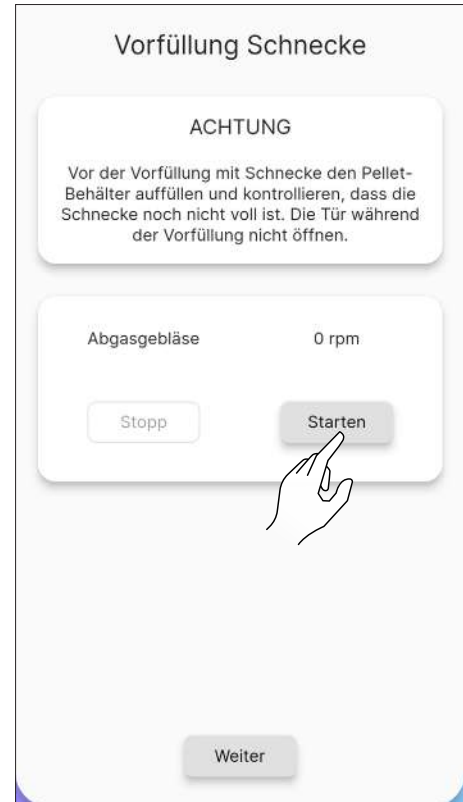 Vorfüllung Schnecke
ACHTUNG
Vor der Vorfüllung mit Schnecke den Pellet-
Behälter auffüllen und kontrollieren, dass die
Schnecke noch nicht voll ist. Die Tür während
der Vorfüllung nicht öffnen.
Abgasgebläse 0 rpm
Stopp Starten
Weiter